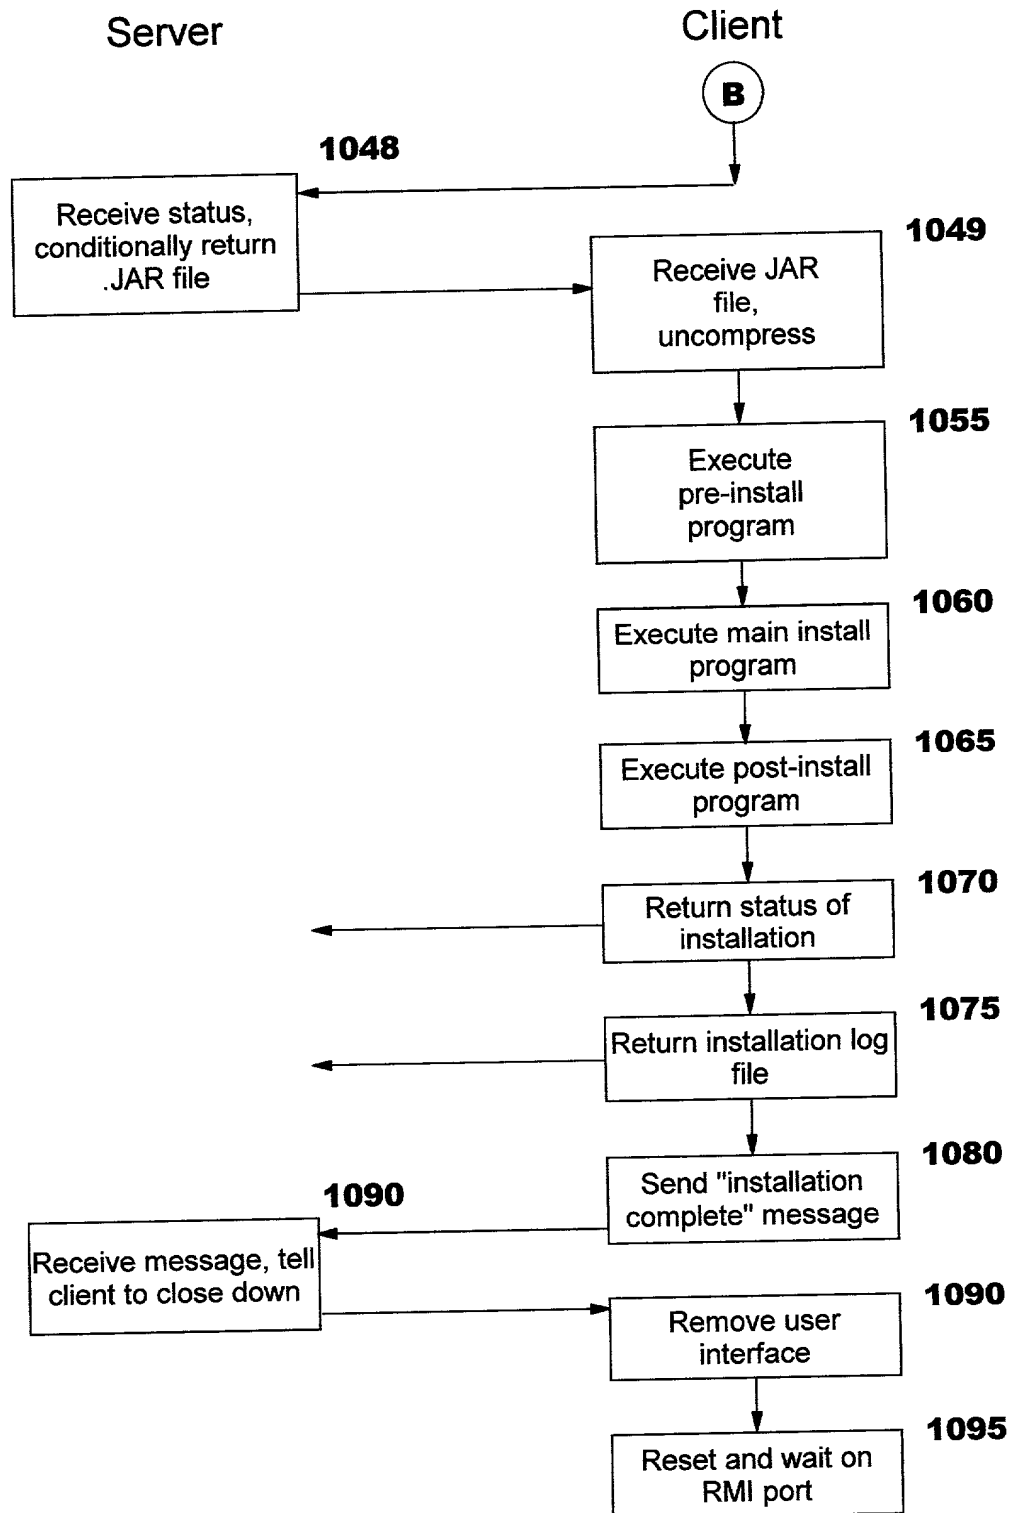 Server
Client
B
1048
Receive status,
conditionally return
.JAR file
1049
Receive JAR
file,
uncompress
1055
Execute
pre-install
program
1060
Execute main install
program
1065
Execute post-install
program
1070
Return status of
installation
1075
Return installation log
file
1080
Send "installation
complete" message
1090
Receive message, tell
client to close down
1090
Remove user
interface
1095
Reset and wait on
RMI port